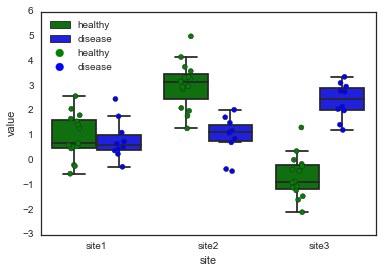 6
5
4
3
2
1
0
−1
−2
−3
value
healthy
disease
healthy
disease
site1 site2 site3
site